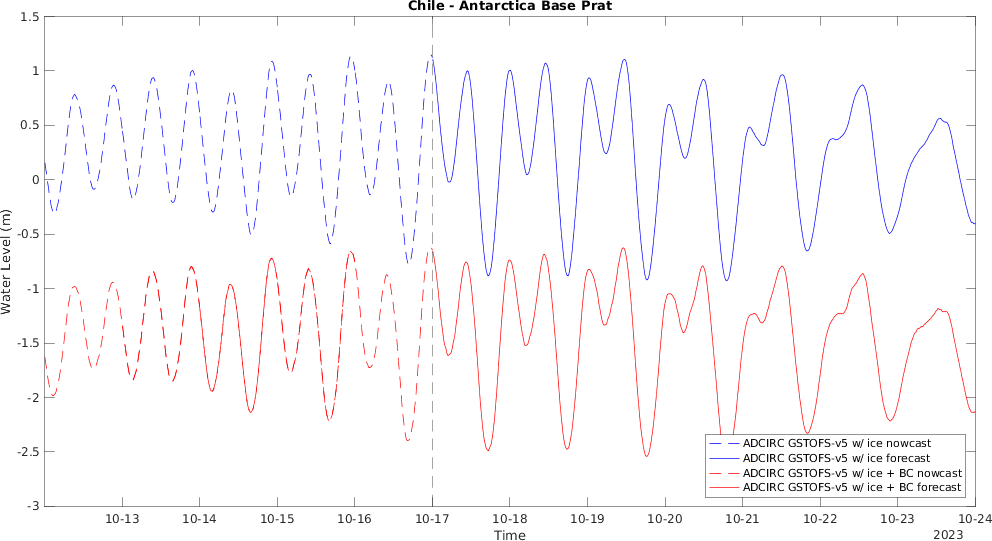 Chile - Antarctica Base Prat
Water Level (m)
1.5
1
0.5
0
-0.5
-1
-1.5
-2
-2.5
-3
ADCIRC GSTOFS-v5 w/ ice nowcast
ADCIRC GSTOFS-v5 w/ ice forecast
ADCIRC GSTOFS-v5 w/ ice + BC nowcast
ADCIRC GSTOFS-v5 w/ ice + BC forecast
10-13 10-14 10-15 10-16 10-17 10-18 10-19 10-20 10-21 10-22 10-23 10-24
Time
2023